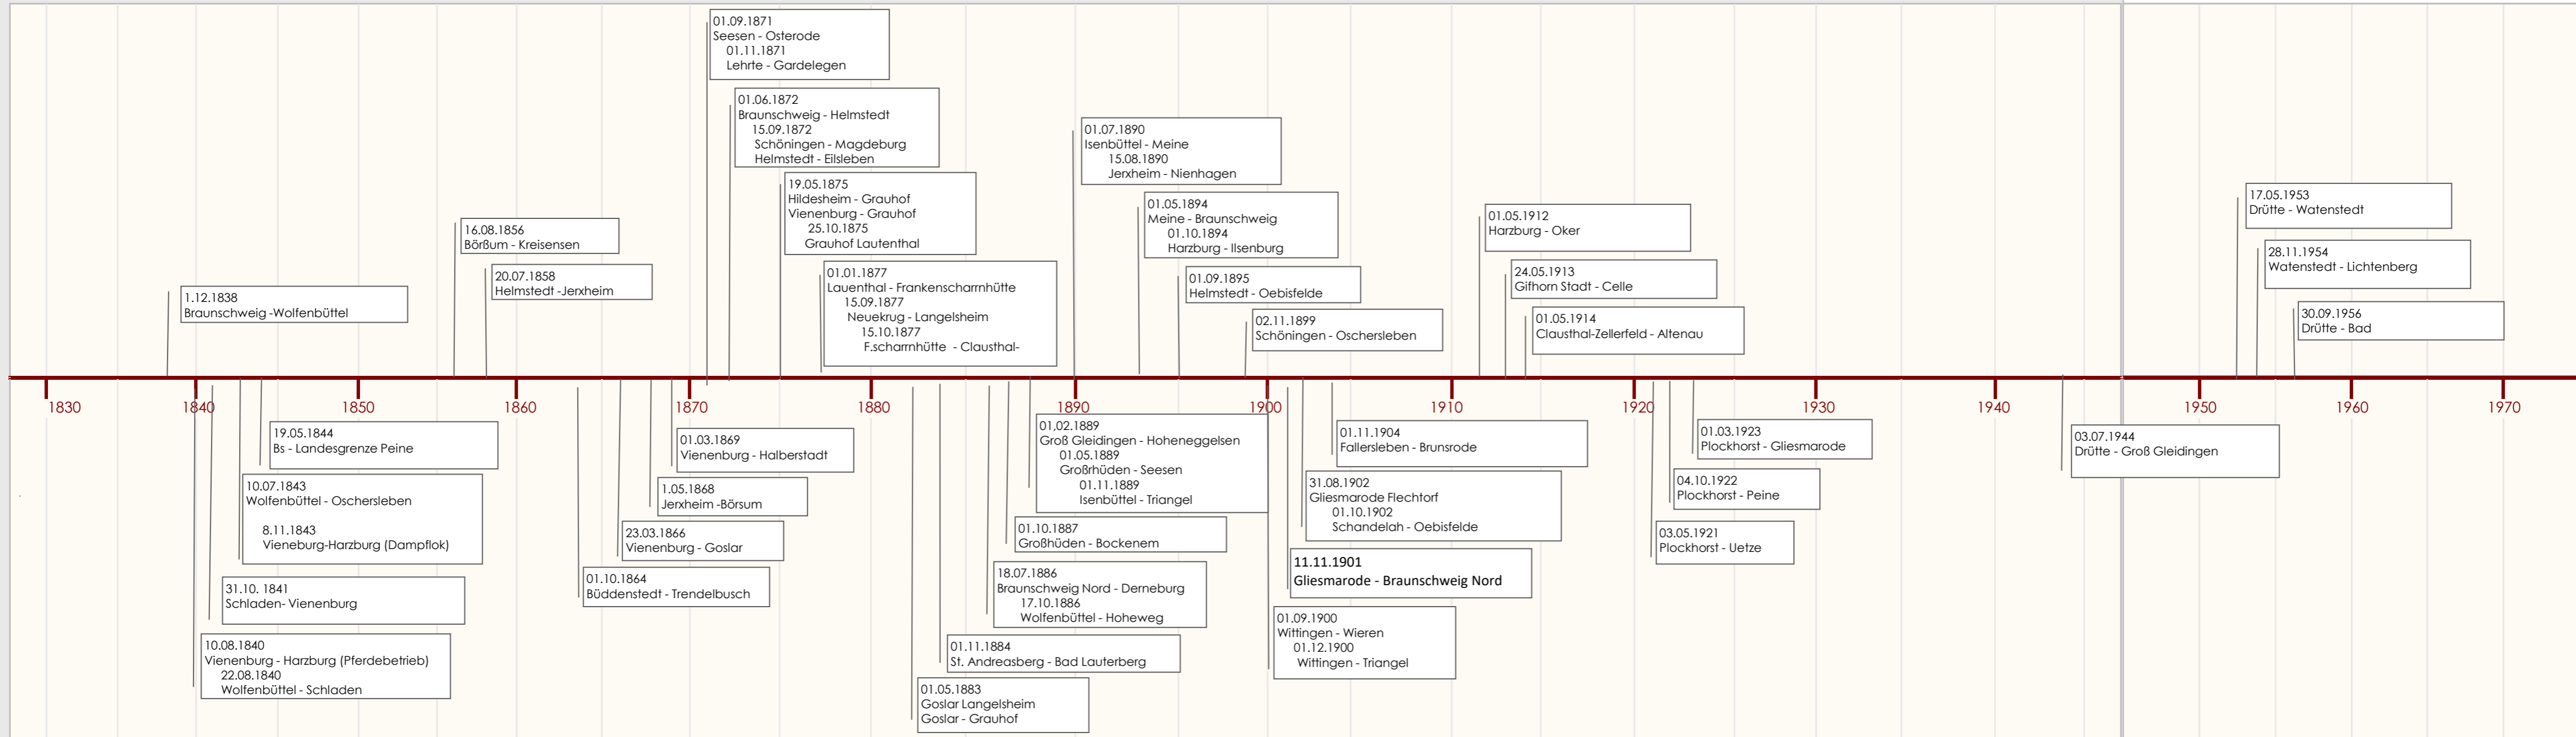 01.09.1871
Seesen - Osterode
01.11.1871
Lehrte - Gardelegen
01.06.1872
Braunschweig - Helmstedt
15.09.1872
Schöningen - Magdeburg
Helmstedt - Eilsleben
19.05.1875
Hildesheim - Grauhof
Vienenburg - Grauhof
25.10.1875
Grauhof Lautenthal
01.01.1877
Lauenthal - Frankenscharrnhütte
15.09.1877
Neuekrug - Langelsheim
15.10.1877
F.scharrnhütte - Clausthal-
16.08.1856
Börßum - Kreisensen
20.07.1858
Helmstedt -Jerxheim
1.12.1838
Braunschweig -Wolfenbüttel
01.07.1890
Isenbüttel - Meine
15.08.1890
Jerxheim - Nienhagen
01.05.1894
Meine - Braunschweig
01.10.1894
Harzburg - Ilsenburg
01.09.1895
Helmstedt - Oebisfelde
02.11.1899
Schöningen - Oschersleben
01.05.1912
Harzburg - Oker
24.05.1913
Gifhorn Stadt - Celle
01.05.1914
Clausthal-Zellerfeld - Altenau
17.05.1953
Drütte - Watenstedt
28.11.1954
Watenstedt - Lichtenberg
30.09.1956
Drütte - Bad
1830
1840
1850
1860
1870
1880
1890
1900
1910
1920
1930
1940
1950
1960
1970
19.05.1844
Bs - Landesgrenze Peine
10.07.1843
Wolfenbüttel - Oschersleben
8.11.1843
Vieneburg-Harzburg (Dampflok)
31.10. 1841
Schladen- Vienenburg
10.08.1840
Vienenburg - Harzburg (Pferdebetrieb)
22.08.1840
Wolfenbüttel - Schladen
01.03.1869
Vienenburg - Halberstadt
1.05.1868
Jerxheim -Börsum
23.03.1866
Vienenburg - Goslar
01.10.1864
Büddenstedt - Trendelbusch
01.02.1889
Groß Gleidingen - Hoheneggelsen
01.05.1889
Großrhüden - Seesen
01.11.1889
Isenbüttel - Triangel
01.10.1887
Großhüden - Bockenem
18.07.1886
Braunschweig Nord - Derneburg
17.10.1886
Wolfenbüttel - Hoheweg
01.11.1884
St. Andreasberg - Bad Lauterberg
01.05.1883
Goslar Langelsheim
Goslar - Grauhof
01.11.1904
Fallersleben - Brunsrode
31.08.1902
Gliesmarode Flechtorf
01.10.1902
Schandelah - Oebisfelde
11.11.1901
Gliesmarode - Braunschweig Nord
01.09.1900
Wittingen - Wieren
01.12.1900
Wittingen - Triangel
01.03.1923
Plockhorst - Gliesmarode
04.10.1922
Plockhorst - Peine
03.05.1921
Plockhorst - Uetze
03.07.1944
Drütte - Groß Gleidingen